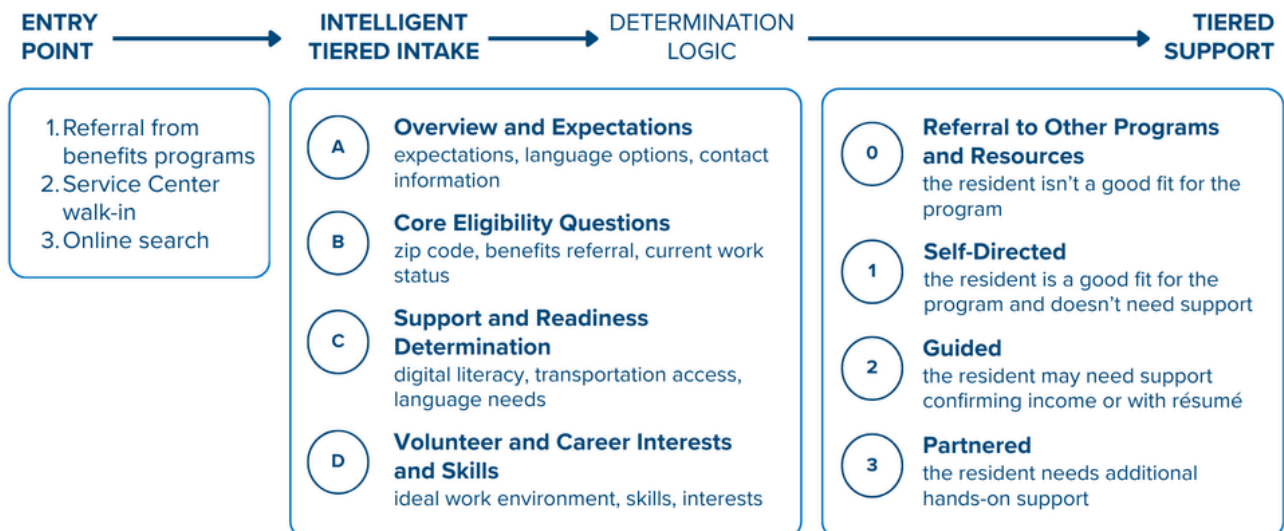 ENTRY
POINT
INTELLIGENT
TIERED INTAKE
DETERMINATION
LOGIC
TIERED
SUPPORT
1. Referral from
benefits programs
2. Service Center
walk-in
3. Online search
A
Overview and Expectations
expectations, language options, contact
information
B
Core Eligibility Questions
zip code, benefits referral, current work
status
C
Support and Readiness
Determination
digital literacy, transportation access,
language needs
D
Volunteer and Career Interests
and Skills
ideal work environment, skills, interests
0
Referral to Other Programs
and Resources
the resident isn’t a good fit for the
program
1
Self-Directed
the resident is a good fit for the
program and doesn’t need support
2
Guided
the resident may need support
confirming income or with résumé
3
Partnered
the resident needs additional
hands-on support